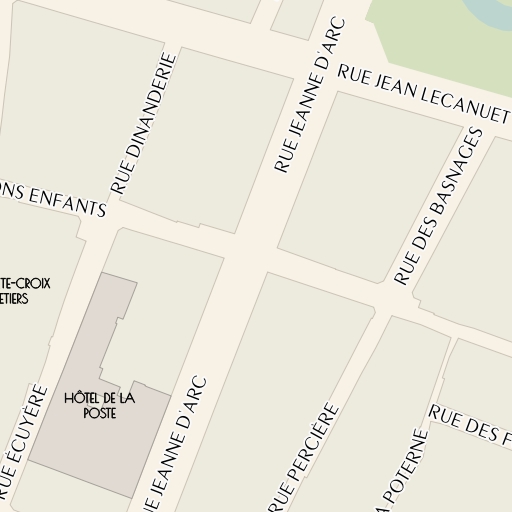 RUE JEANNE D'ARC
RUE JEAN LECANUET
RUE DINANDERIE
RUE DES BASNAGES
ONS ENFANTS
TE-CROIX
ETIERS
HÔTEL DE LA
POSTE
RUE ÉCUYÈRE
UE JEANNE D'ARC
RUE PERCIÈRE
A POTERNE
RUE DES F